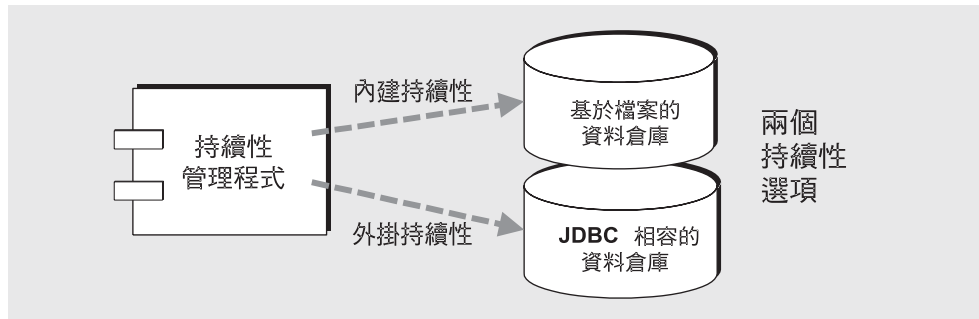 持續性
管理程式
內建持續性
外掛持續性
基於檔案的
資料倉庫
JDBC 相容的
資料倉庫
兩個
持續性
選項